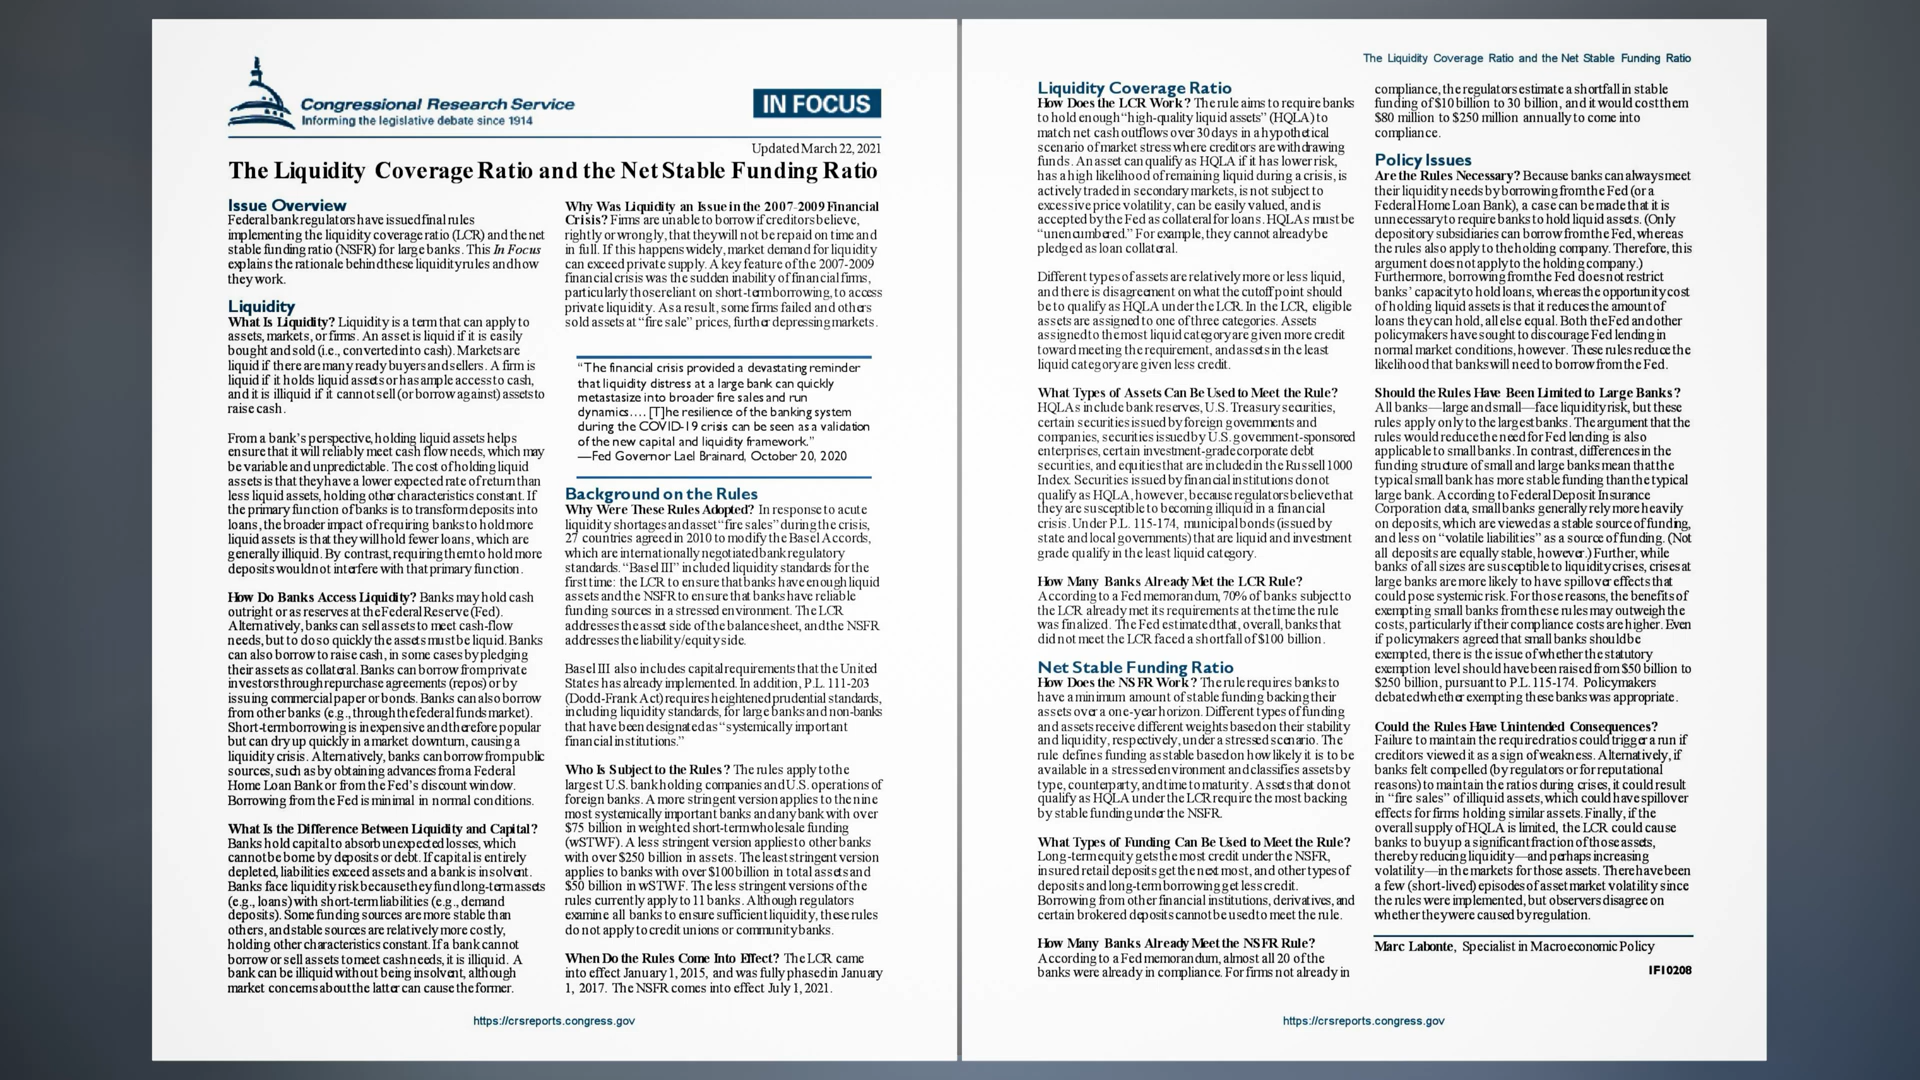 Congressional Research Service
Informing the legislative debate since 1914
IN FOCUS
Updated March 22, 2021
The Liquidity Coverage Ratio and the Net Stable Funding Ratio
Issue Overview
Federal bank regulators have issued final rules
implementing the liquidity coverage ratio (LCR) and the net
stable funding ratio (NSFR) for large banks. This In Focus
explains the rationale behind these liquidity rules and how
they work.
Liquidity
What Is Liquidity? Liquidity is a term that can apply to
assets, markets, or firms. An asset is liquid if it is easily
bought and sold (i.e., converted into cash). Markets are
liquid if there are many ready buyers and sellers. A firm is
liquid if it holds liquid assets or has ample access to cash,
and it is illiquid if it cannot sell (or borrow against) assets to
raise cash.
From a bank's perspective, holding liquid assets helps
ensure that it will reliably meet cash flow needs, which may
be variable and unpredictable. The cost of holding liquid
assets is that they have a lower expected rate of return than
less liquid assets, holding other characteristics constant. If
the primary function of banks is to transform deposits into
loans, the broader impact of requiring banks to hold more
liquid assets is that they will hold fewer loans, which are
generally illiquid. By contrast, requiring them to hold more
deposits would not interfere with that primary function.
How Do Banks Access Liquidity? Banks may hold cash
outright or as reserves at the Federal Reserve (Fed).
Alternatively, banks can sell assets to meet cash-flow
needs, but to do so quickly the assets must be liquid. Banks
can also borrow to raise cash, in some cases by pledging
their assets as collateral. Banks can borrow from private
investors through repurchase agreements (repos) or by
issuing commercial paper or bonds. Banks can also borrow
from other banks (e.g., through the federal funds market).
Short-term borrowing is inexpensive and therefore popular
but can dry up quickly in a market downturn, causing a
liquidity crisis. Alternatively, banks can borrow from public
sources, such as by obtaining advances from a Federal
Home Loan Bank or from the Fed's discount window.
Borrowing from the Fed is minimal in normal conditions.
What Is the Difference Between Liquidity and Capital?
Banks hold capital to absorb unexpected losses, which
cannot be borne by deposits or debt. If capital is entirely
depleted, liabilities exceed assets and a bank is insolvent.
Banks face liquidity risk because they fund long-term assets
(e.g., loans) with short-term liabilities (e.g., demand
deposits). Some funding sources are more stable than
others, and stable sources are relatively more costly,
holding other characteristics constant. If a bank cannot
borrow or sell assets to meet cash needs, it is illiquid. A
bank can be illiquid without being insolvent, although
market concerns about the latter can cause the former.
Why Was Liquidity an Issue in the 2007-2009 Financial
Crisis? Firms are unable to borrow if creditors believe,
rightly or wrongly, that they will not be repaid on time and
in full. If this happens widely, market demand for liquidity
can exceed private supply. A key feature of the 2007-2009
financial crisis was the sudden inability of financial firms,
particularly those reliant on short-term borrowing, to access
private liquidity. As a result, some firms failed and others
sold assets at "fire sale" prices, further depressing markets.
"The financial crisis provided a devastating reminder
that liquidity distress at a large bank can quickly
metastasize into broader fire sales and run
dynamics.... [T]he resilience of the banking system
during the COVID-19 crisis can be seen as a validation
of the new capital and liquidity framework."
—Fed Governor Lael Brainard, October 20, 2020
Background on the Rules
Why Were These Rules Adopted? In response to acute
liquidity shortages and asset "fire sales" during the crisis,
27 countries agreed in 2010 to modify the Basel Accords,
which are internationally negotiated bank regulatory
standards. "Basel III" included liquidity standards for the
first time: the LCR to ensure that banks have enough liquid
assets and the NSFR to ensure that banks have reliable
funding sources in a stressed environment. The LCR
addresses the asset side of the balance sheet, and the NSFR
addresses the liability/equity side.
Basel III also includes capital requirements that the United
States has already implemented. In addition, P.L. 111-203
(Dodd-Frank Act) requires heightened prudential standards,
including liquidity standards, for large banks and non-banks
that have been designated as "systemically important
financial institutions."
Who Is Subject to the Rules? The rules apply to the
largest U.S. bank holding companies and U.S. operations of
foreign banks. A more stringent version applies to the nine
most systemically important banks and any bank with over
$75 billion in weighted short-term wholesale funding
(wSTWF). A less stringent version applies to other banks
with over $250 billion in assets. The least stringent version
applies to banks with over $100 billion in total assets and
$50 billion in wSTWF. The less stringent versions of the
rules currently apply to 11 banks. Although regulators
examine all banks to ensure sufficient liquidity, these rules
do not apply to credit unions or community banks.
When Do the Rules Come Into Effect? The LCR came
into effect January 1, 2015, and was fully phased in January
1, 2017. The NSFR comes into effect July 1, 2021.
https://crsreports.congress.gov
The Liquidity Coverage Ratio and the Net Stable Funding Ratio
Liquidity Coverage Ratio
How Does the LCR Work? The rule aims to require banks
to hold enough "high-quality liquid assets" (HQLA) to
match net cash outflows over 30 days in a hypothetical
scenario of market stress where creditors are withdrawing
funds. An asset can qualify as HQLA if it has lower risk,
has a high likelihood of remaining liquid during a crisis, is
actively traded in secondary markets, is not subject to
excessive price volatility, can be easily valued, and is
accepted by the Fed as collateral for loans. HQLAs must be
"unencumbered." For example, they cannot already be
pledged as loan collateral.
Different types of assets are relatively more or less liquid,
and there is disagreement on what the cutoff point should
be to qualify as HQLA under the LCR. In the LCR, eligible
assets are assigned to one of three categories. Assets
assigned to the most liquid category are given more credit
toward meeting the requirement, and assets in the least
liquid category are given less credit.
What Types of Assets Can Be Used to Meet the Rule?
HQLAs include bank reserves, U.S. Treasury securities,
certain securities issued by foreign governments and
companies, securities issued by U.S. government-sponsored
enterprises, certain investment-grade corporate debt
securities, and equities that are included in the Russell 1000
Index. Securities issued by financial institutions do not
qualify as HQLA, however, because regulators believe that
they are susceptible to becoming illiquid in a financial
crisis. Under P.L. 115-174, municipal bonds (issued by
state and local governments) that are liquid and investment
grade qualify in the least liquid category.
How Many Banks Already Met the LCR Rule?
According to a Fed memorandum, 70% of banks subject to
the LCR already met its requirements at the time the rule
was finalized. The Fed estimated that, overall, banks that
did not meet the LCR faced a shortfall of $100 billion.
Net Stable Funding Ratio
How Does the NSFR Work? The rule requires banks to
have a minimum amount of stable funding backing their
assets over a one-year horizon. Different types of funding
and assets receive different weights based on their stability
and liquidity, respectively, under a stressed scenario. The
rule defines funding as stable based on how likely it is to be
available in a stressed environment and classifies assets by
type, counterparty, and time to maturity. Assets that do not
qualify as HQLA under the LCR require the most backing
by stable funding under the NSFR.
What Types of Funding Can Be Used to Meet the Rule?
Long-term equity gets the most credit under the NSFR,
insured retail deposits get the next most, and other types of
deposits and long-term borrowing get less credit.
Borrowing from other financial institutions, derivatives, and
certain brokered deposits cannot be used to meet the rule.
How Many Banks Already Meet the NSFR Rule?
According to a Fed memorandum, almost all 20 of the
banks were already in compliance. For firms not already in
compliance, the regulators estimate a shortfall in stable
funding of $10 billion to 30 billion, and it would cost them
$80 million to $250 million annually to come into
compliance.
Policy Issues
Are the Rules Necessary? Because banks can always meet
their liquidity needs by borrowing from the Fed (or a
Federal Home Loan Bank), a case can be made that it is
unnecessary to require banks to hold liquid assets. (Only
depository subsidiaries can borrow from the Fed, whereas
the rules also apply to the holding company. Therefore, this
argument does not apply to the holding company.)
Furthermore, borrowing from the Fed does not restrict
banks' capacity to hold loans, whereas the opportunity cost
of holding liquid assets is that it reduces the amount of
loans they can hold, all else equal. Both the Fed and other
policymakers have sought to discourage Fed lending in
normal market conditions, however. These rules reduce the
likelihood that banks will need to borrow from the Fed.
Should the Rules Have Been Limited to Large Banks?
All banks—large and small—face liquidity risk, but these
rules apply only to the largest banks. The argument that the
rules would reduce the need for Fed lending is also
applicable to small banks. In contrast, differences in the
funding structure of small and large banks mean that the
typical small bank has more stable funding than the typical
large bank. According to Federal Deposit Insurance
Corporation data, small banks generally rely more heavily
on deposits, which are viewed as a stable source of funding,
and less on "volatile liabilities" as a source of funding. (Not
all deposits are equally stable, however.) Further, while
banks of all sizes are susceptible to liquidity crises, crises at
large banks are more likely to have spillover effects that
could pose systemic risk. For those reasons, the benefits of
exempting small banks from these rules may outweigh the
costs, particularly if their compliance costs are higher. Even
if policymakers agreed that small banks should be
exempted, there is the issue of whether the statutory
exemption level should have been raised from $50 billion to
$250 billion, pursuant to P.L. 115-174. Policymakers
debated whether exempting these banks was appropriate.
Could the Rules Have Unintended Consequences?
Failure to maintain the required ratios could trigger a run if
creditors viewed it as a sign of weakness. Alternatively, if
banks felt compelled (by regulators or for reputational
reasons) to maintain the ratios during crises, it could result
in "fire sales" of illiquid assets, which could have spillover
effects for firms holding similar assets. Finally, if the
overall supply of HQLA is limited, the LCR could cause
banks to buy up a significant fraction of those assets,
thereby reducing liquidity—and perhaps increasing
volatility—in the markets for those assets. There have been
a few (short-lived) episodes of asset market volatility since
the rules were implemented, but observers disagree on
whether they were caused by regulation.
Marc Labonte, Specialist in Macroeconomic Policy
IF10208
https://crsreports.congress.gov